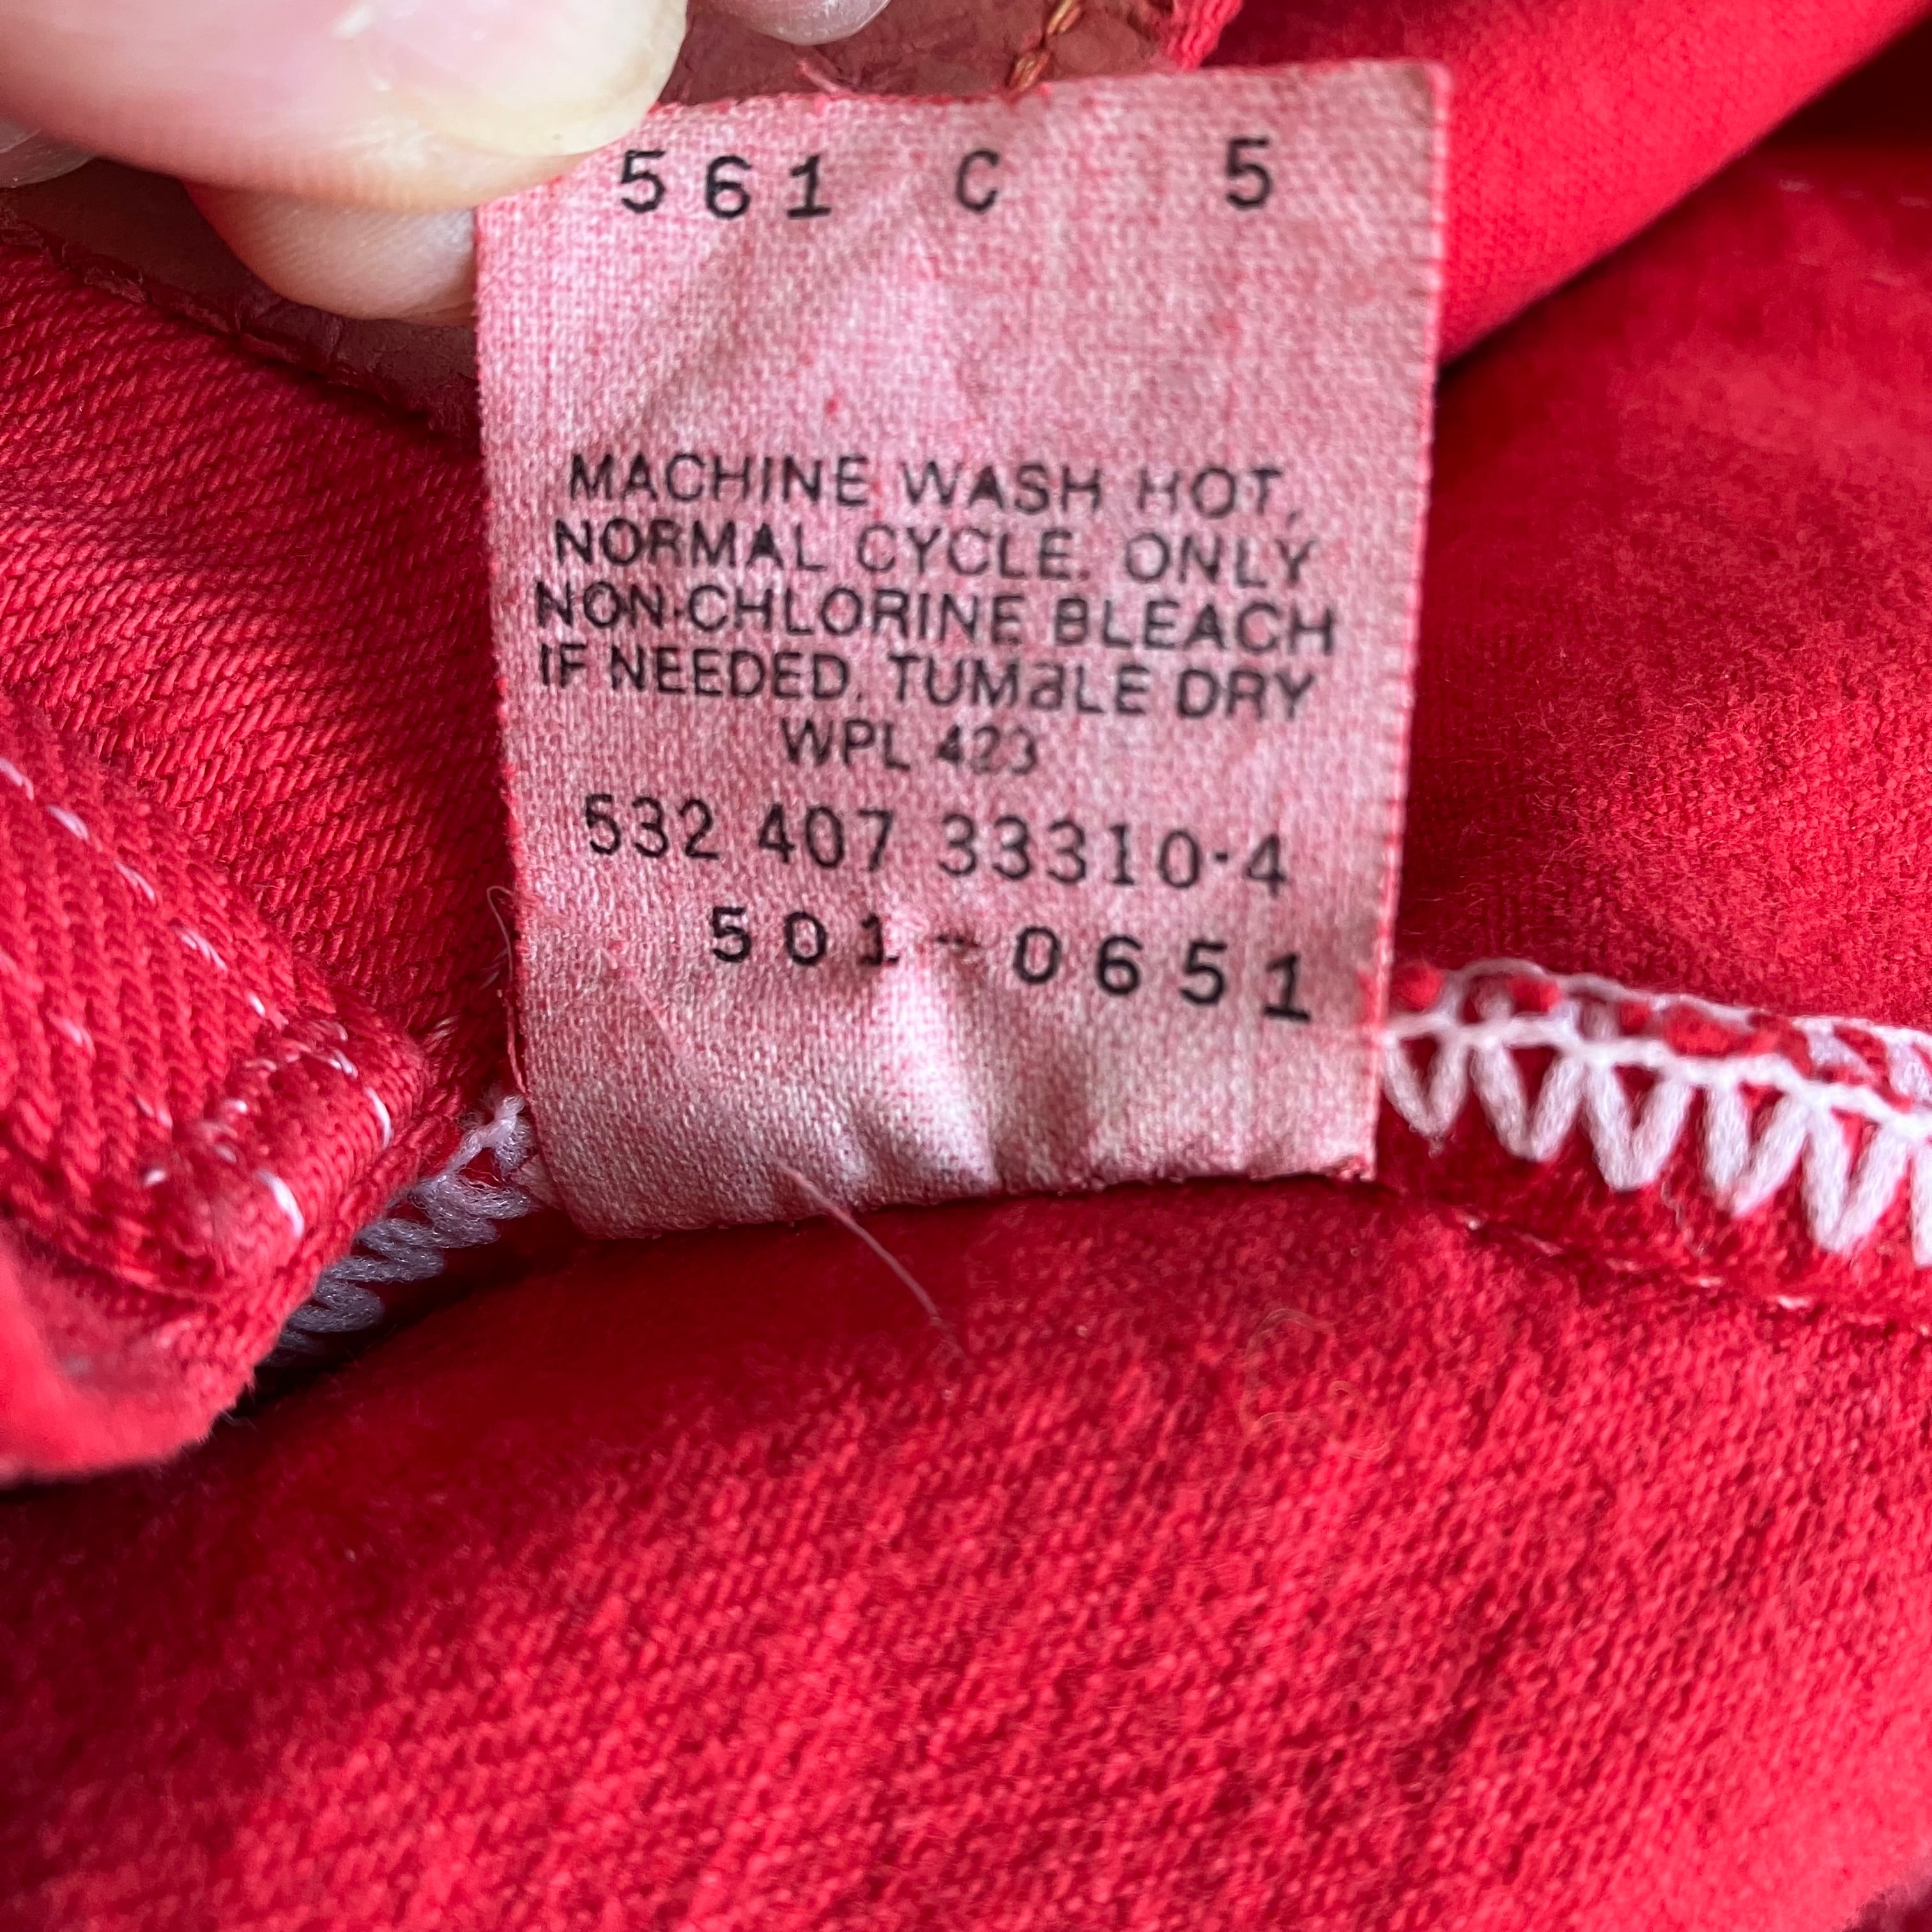 561 C 5
MACHINE WASH HOT,
NORMAL CYCLE. ONLY
NON-CHLORINE BLEACH
IF NEEDED. TUMBLE DRY
WPL 423
532 407 33310-4
501-0651